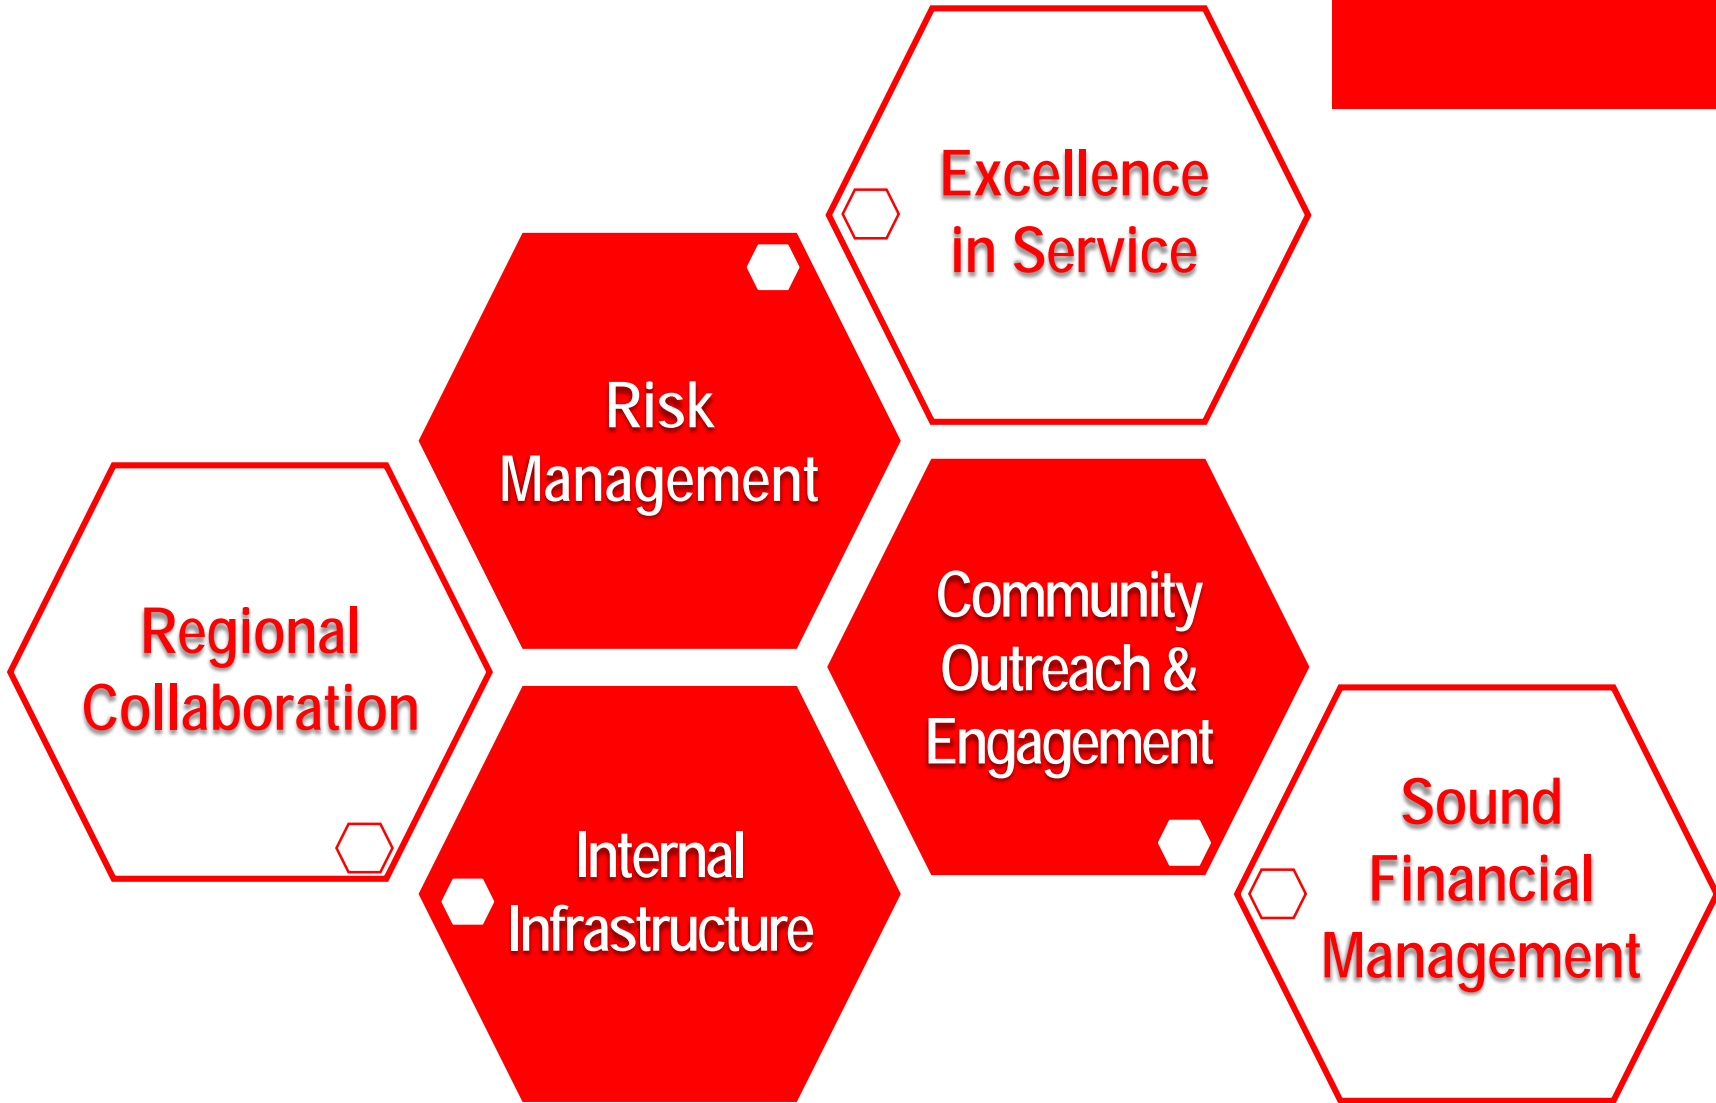 Excellence
in Service
Risk
Management
Regional
Collaboration
Community
Outreach &
Engagement
Internal
Infrastructure
Sound
Financial
Management